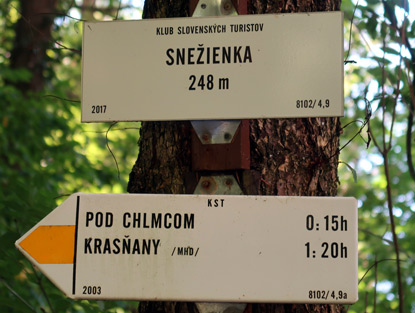 KLUB SLOVENSKÝCH TURISTOV
SNEŽIENKA
248 m
2017 8102/4,9
KST
POD CHLMCOM 0:15h
KRASŇANY /MHD/ 1:20h
2003 8102/4,9a